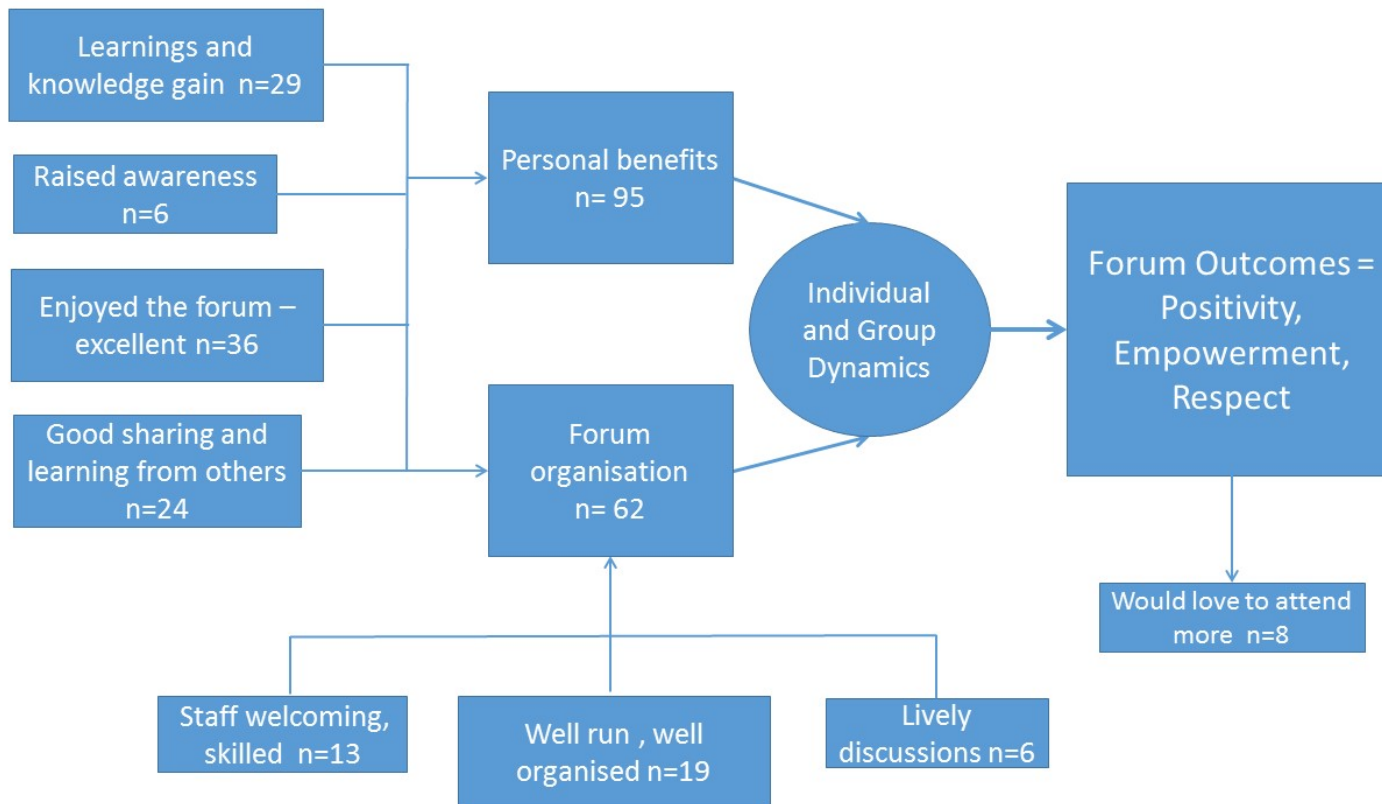 Learnings and
knowledge gain n=29
Raised awareness
n=6
Enjoyed the forum –
excellent n=36
Good sharing and
learning from others
n=24
Personal benefits
n= 95
Forum
organisation
n= 62
Individual
and Group
Dynamics
Forum Outcomes =
Positivity,
Empowerment,
Respect
Would love to attend
more n=8
Staff welcoming,
skilled n=13
Well run , well
organised n=19
Lively
discussions n=6